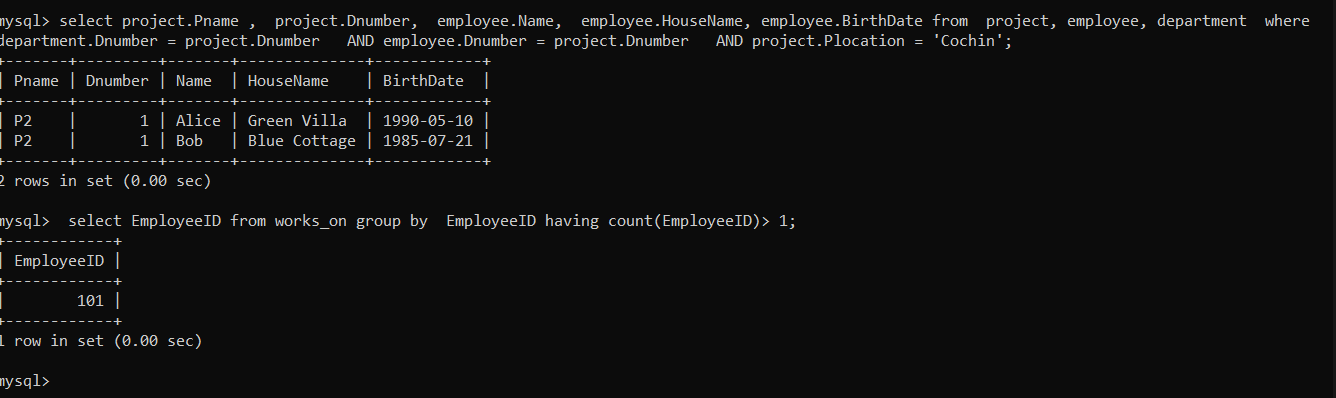 mysql> select project.Pname ,  project.Dnumber,  employee.Name,  employee.HouseName, employee.BirthDate from  project, employee, department  where
department.Dnumber = project.Dnumber   AND employee.Dnumber = project.Dnumber   AND project.Plocation = 'Cochin';
+-------+---------+-------+--------------+------------+
| Pname | Dnumber | Name  | HouseName    | BirthDate  |
+-------+---------+-------+--------------+------------+
| P2    |       1 | Alice | Green Villa  | 1990-05-10 |
| P2    |       1 | Bob   | Blue Cottage | 1985-07-21 |
+-------+---------+-------+--------------+------------+
2 rows in set (0.00 sec)
mysql>  select EmployeeID from works_on group by  EmployeeID having count(EmployeeID)> 1;
+------------+
| EmployeeID |
+------------+
|        101 |
+------------+
1 row in set (0.00 sec)
mysql>